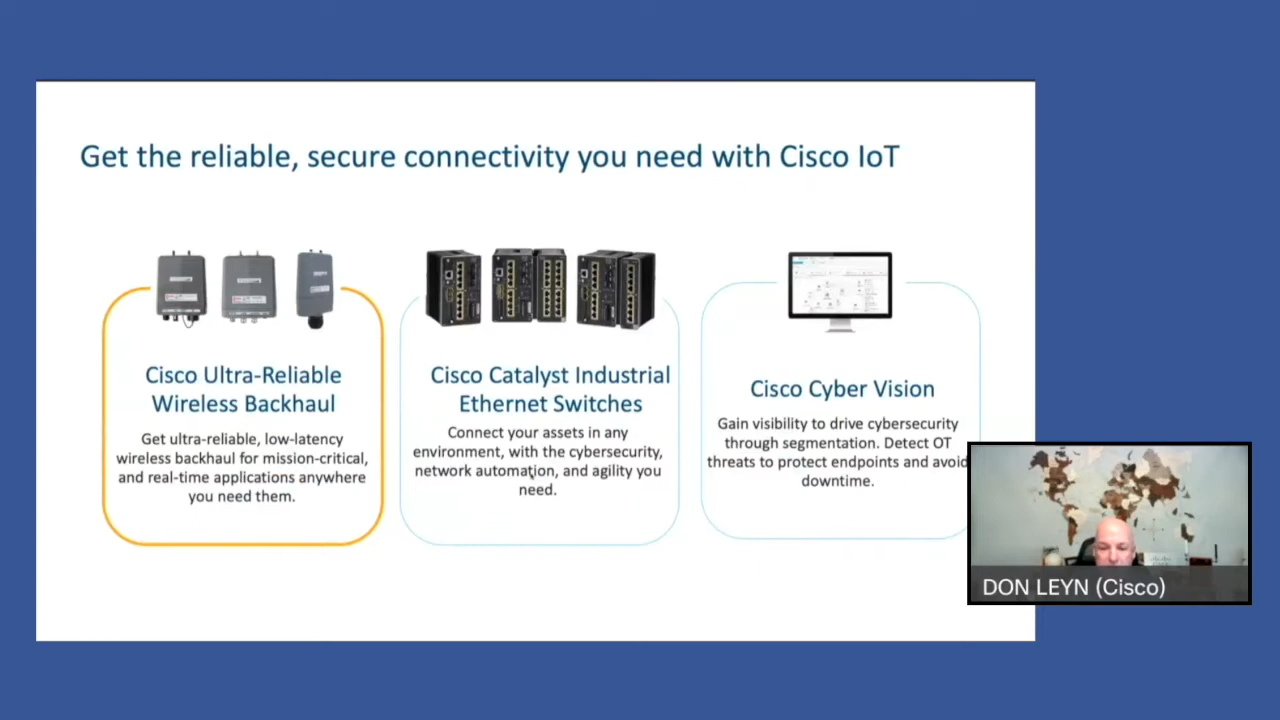 Get the reliable, secure connectivity you need with Cisco IoT
Cisco Ultra-Reliable
Wireless Backhaul
Get ultra-reliable, low-latency
wireless backhaul for mission-critical,
and real-time applications anywhere
you need them.
Cisco Catalyst Industrial
Ethernet Switches
Connect your assets in any
environment, with the cybersecurity,
network automation, and agility you
need.
Cisco Cyber Vision
Gain visibility to drive cybersecurity
through segmentation. Detect OT
threats to protect endpoints and avoid
downtime.
DON LEYN (Cisco)